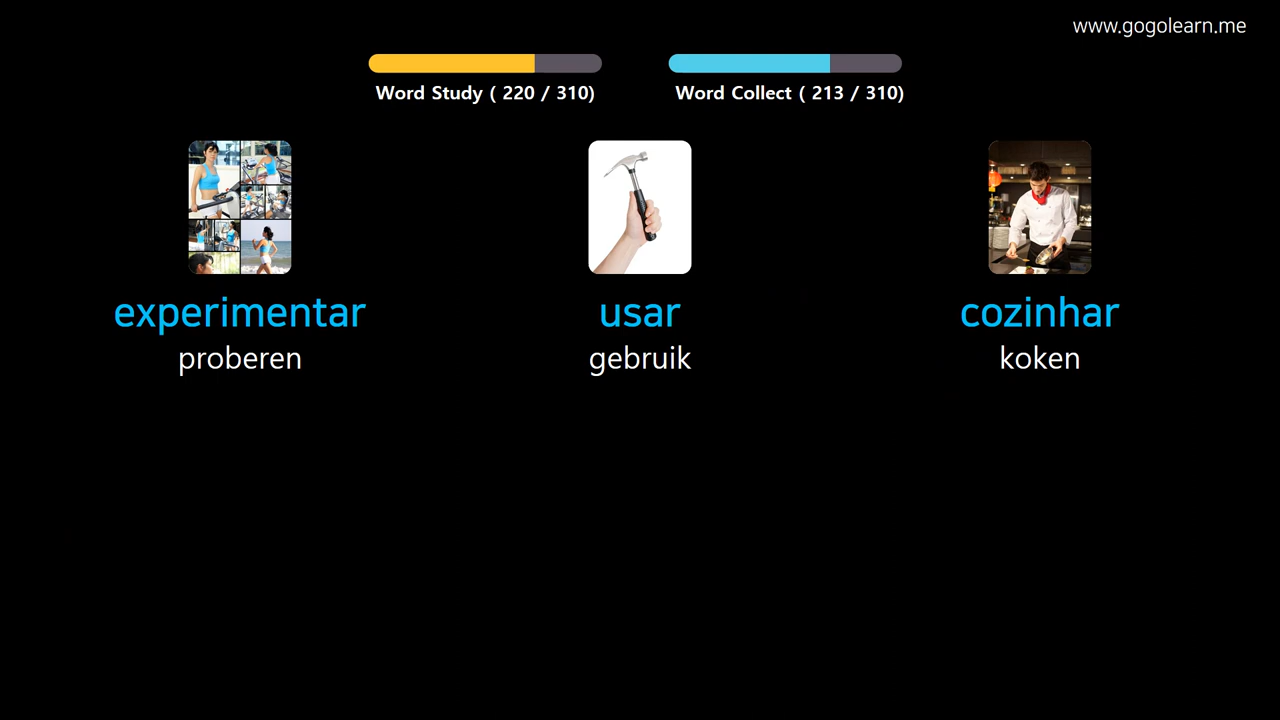 www.gogolearn.me
Word Study ( 220 / 310)
Word Collect ( 213 / 310)
experimentar
usar
cozinhar
proberen
gebruik
koken